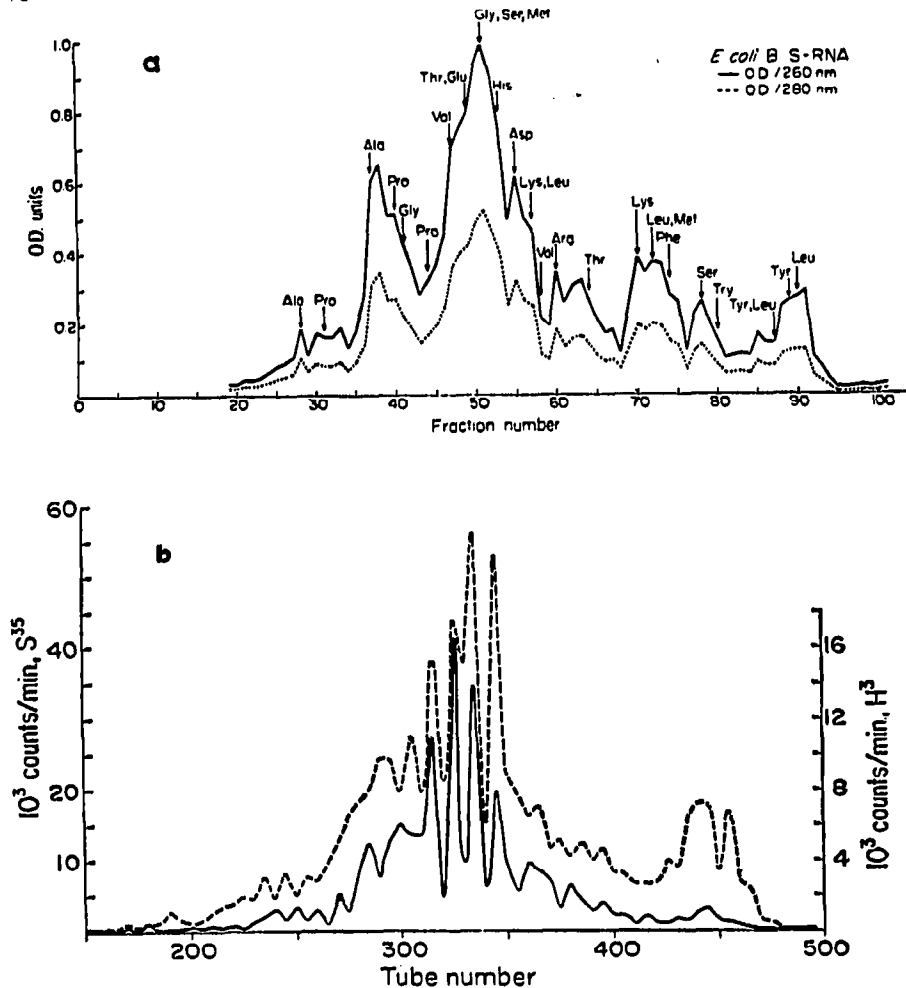 a
E coli B S-RNA
OD/260 nm
OD/280 nm
O.D. units
1.0
0.8
0.6
0.4
0.2
Ala
Pro
Ala
Pro
Gly
Pro
Val
Thr,Glu
Gly,Ser,Met
His
Asp
Lys,Leu
Val
Arg
Thr
Lys
Leu,Met
Phe
Ser
Try
Tyr,Leu
Tyr
Leu
0 10 20 30 40 50 60 70 80 90 100
Fraction number
b
10³ counts/min, S³⁵
60
40
20
10
10³ counts/min., H³
16
12
8
4
200 300 400 500
Tube number